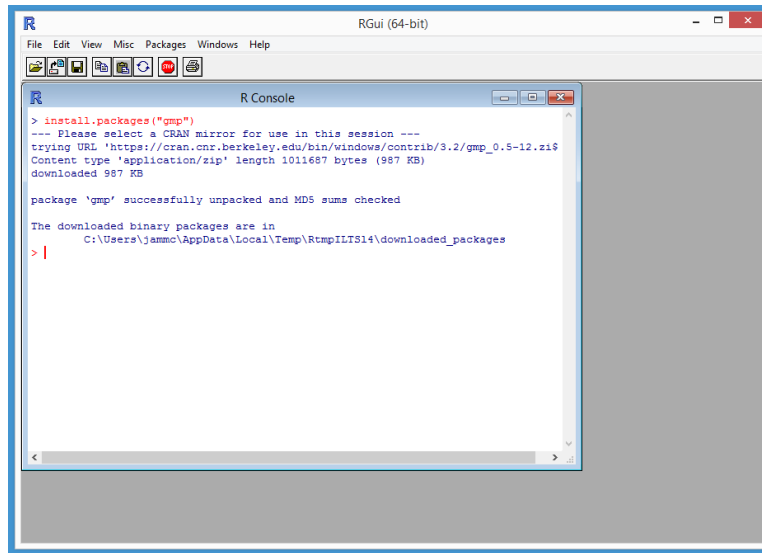 R RGui (64-bit)
File Edit View Misc Packages Windows Help
STOP
R R Console
> install.packages("gmp")
--- Please select a CRAN mirror for use in this session ---
trying URL 'https://cran.cnr.berkeley.edu/bin/windows/contrib/3.2/gmp_0.5-12.zi$
Content type 'application/zip' length 1011687 bytes (987 KB)
downloaded 987 KB
package ‘gmp’ successfully unpacked and MD5 sums checked
The downloaded binary packages are in
C:\Users\jammc\AppData\Local\Temp\RtmpILTSl4\downloaded_packages
>